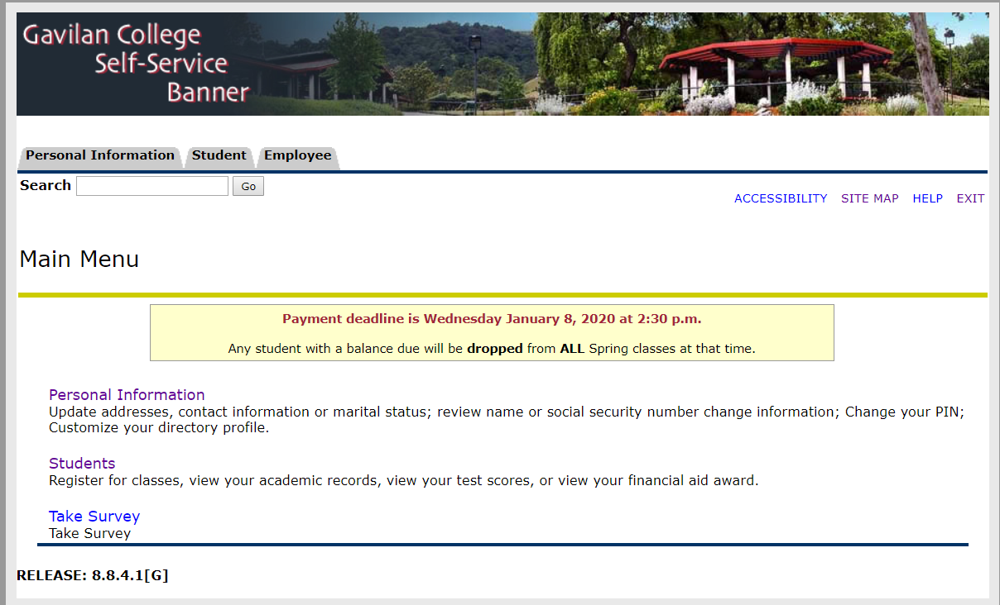 Gavilan College
Self-Service
Banner
Personal Information Student Employee
Search Go
ACCESSIBILITY SITE MAP HELP EXIT
Main Menu
Payment deadline is Wednesday January 8, 2020 at 2:30 p.m.
Any student with a balance due will be dropped from ALL Spring classes at that time.
Personal Information
Update addresses, contact information or marital status; review name or social security number change information; Change your PIN;
Customize your directory profile.
Students
Register for classes, view your academic records, view your test scores, or view your financial aid award.
Take Survey
Take Survey
RELEASE: 8.8.4.1[G]